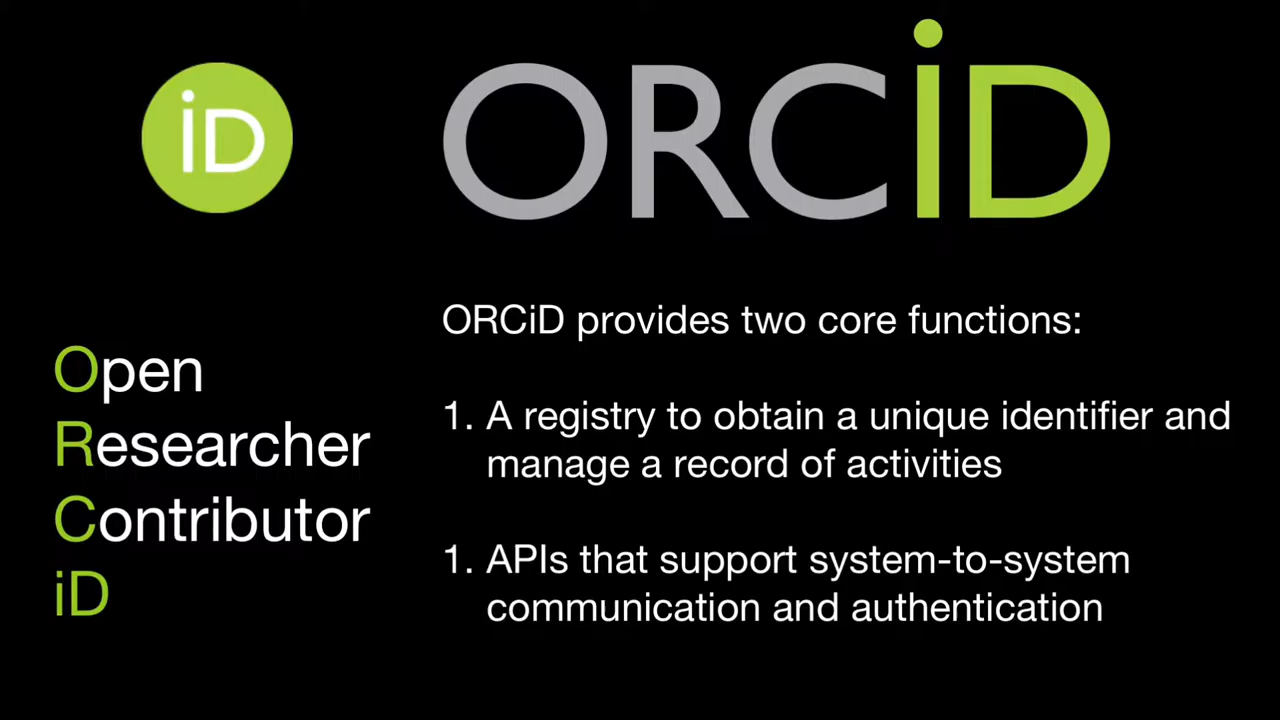 iD
ORCiD
Open
Researcher
Contributor
iD
ORCiD provides two core functions:
1. A registry to obtain a unique identifier and
manage a record of activities
1. APIs that support system-to-system
communication and authentication